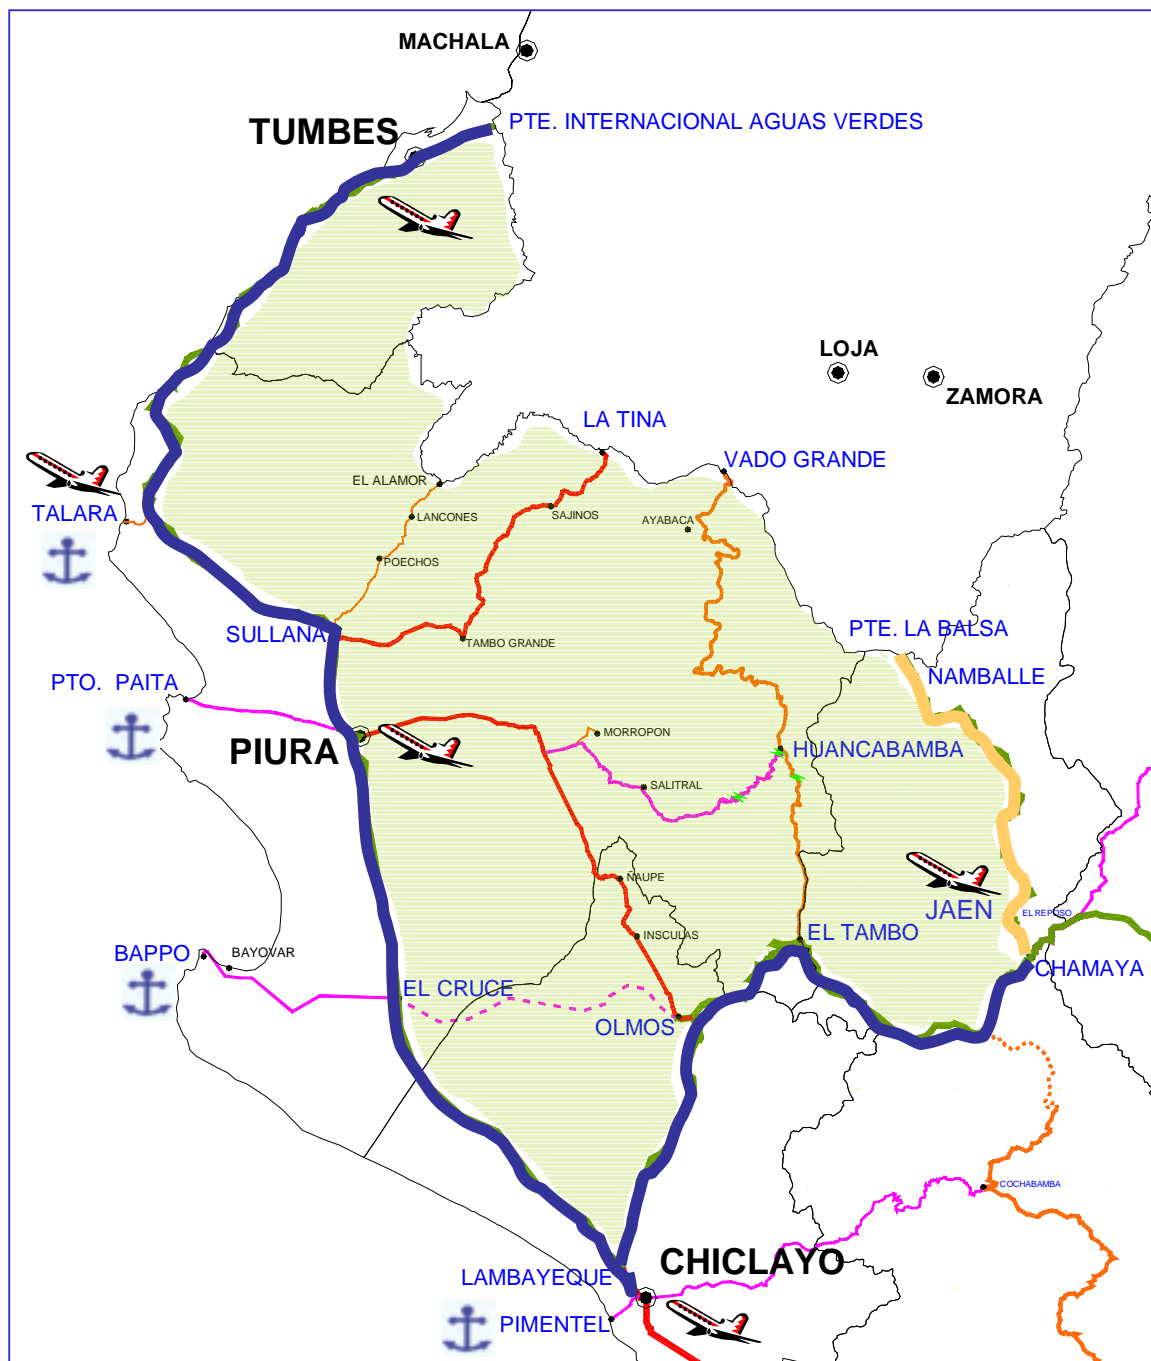 MACHALA
PTE. INTERNACIONAL AGUAS VERDES
TUMBES
LOJA
ZAMORA
LA TINA
VADO GRANDE
EL ALAMOR
TALARA
LANCONES
SAJINOS
AYABACA
POECHOS
SULLANA
TAMBO GRANDE
PTE. LA BALSA
NAMBALLE
PTO. PAITA
PIURA
MORROPON
HUANCABAMBA
SALITRAL
ÑAUPE
JAEN
EL REPOSO
INSCULAS
EL TAMBO
BAPPO
BAYOVAR
CHAMAYA
EL CRUCE
OLMOS
COCHABAMBA
CHICLAYO
LAMBAYEQUE
PIMENTEL